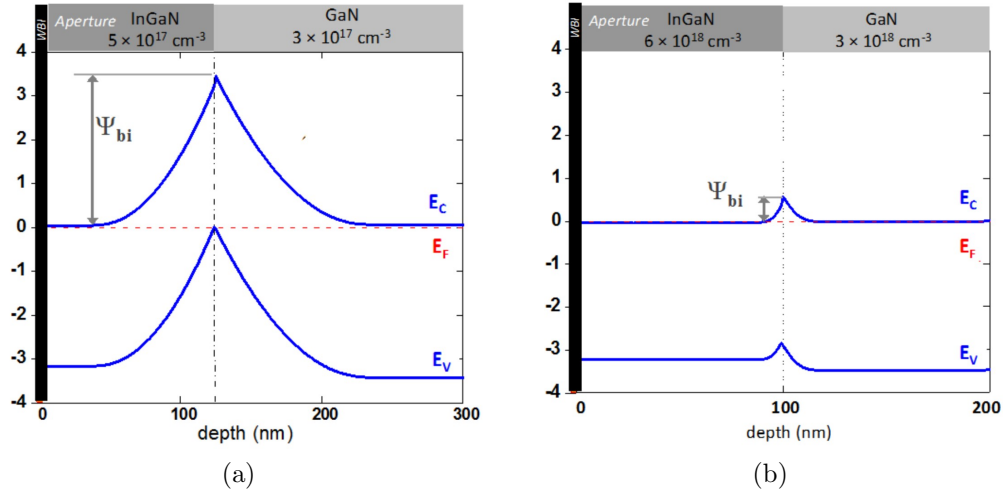 WBI
Aperture
InGaN
5 × 10¹⁷ cm⁻³
GaN
3 × 10¹⁷ cm⁻³
4
3
2
1
0
-1
-2
-3
-4
Ψbi
EC
EF
EV
0
100
200
300
depth (nm)
(a)
WBI
Aperture
InGaN
6 × 10¹⁸ cm⁻³
GaN
3 × 10¹⁸ cm⁻³
4
3
2
1
0
-1
-2
-3
-4
Ψbi
EC
EF
EV
0
100
200
depth (nm)
(b)